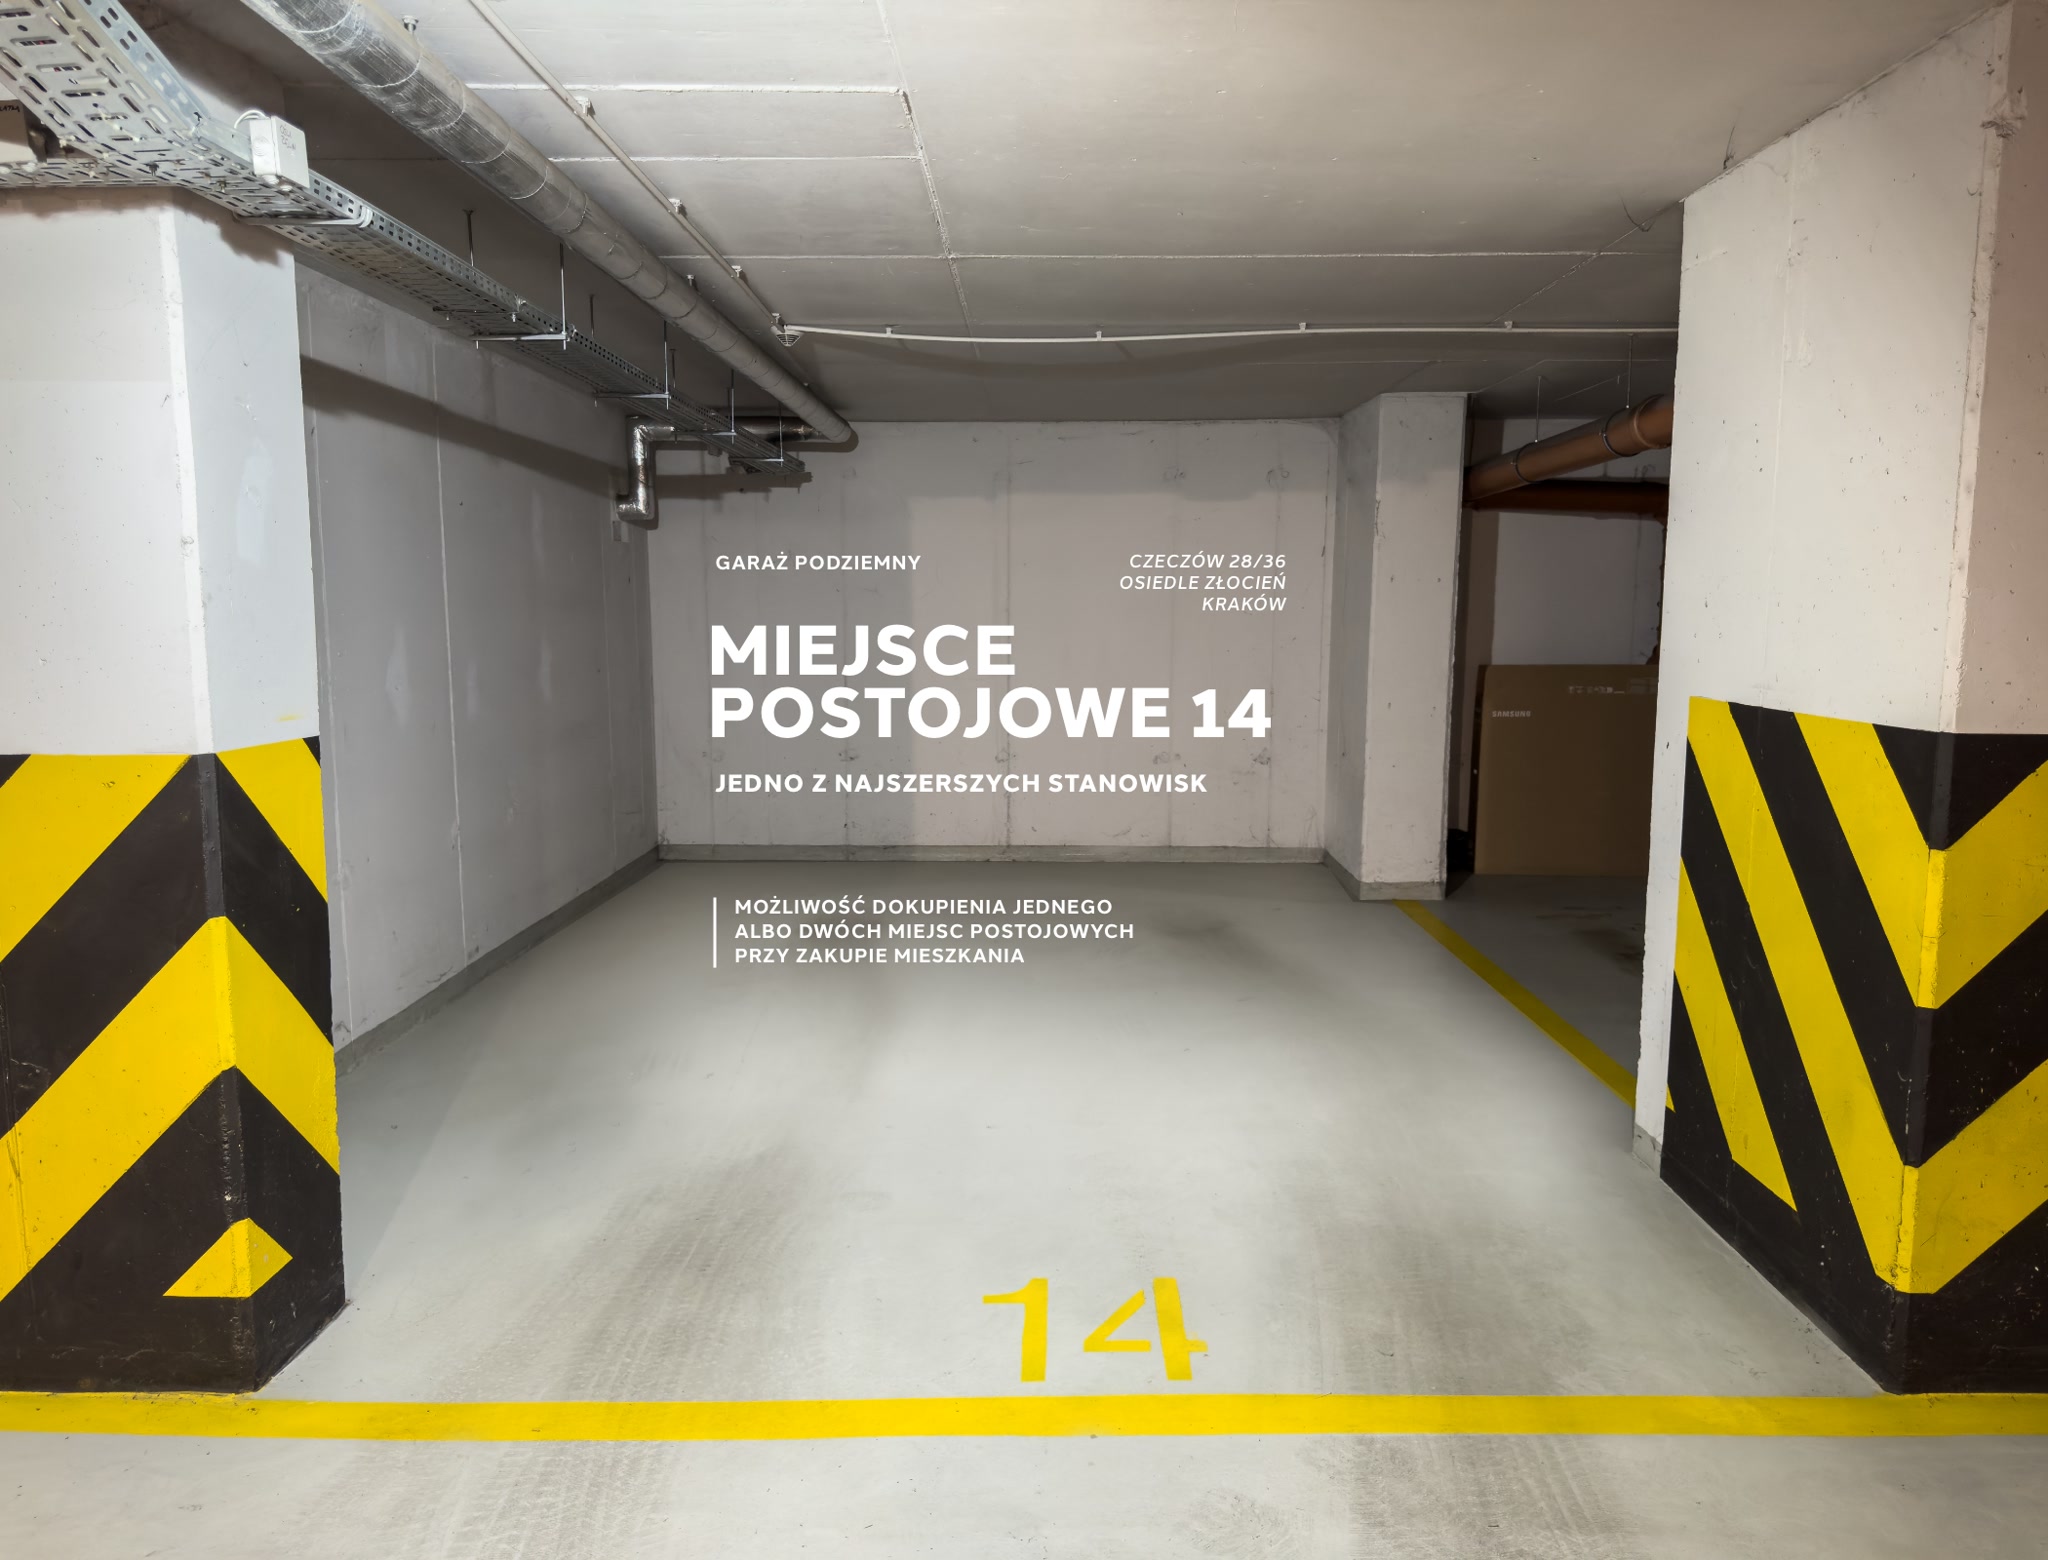 GARAŻ PODZIEMNY
CZECZÓW 28/36
OSIEDLE ZŁOCIEŃ
KRAKÓW
MIEJSCE
POSTOJOWE 14
JEDNO Z NAJSZERSZYCH STANOWISK
SAMSUNG
MOŻLIWOŚĆ DOKUPIENIA JEDNEGO
ALBO DWÓCH MIEJSC POSTOJOWYCH
PRZY ZAKUPIE MIESZKANIA
14